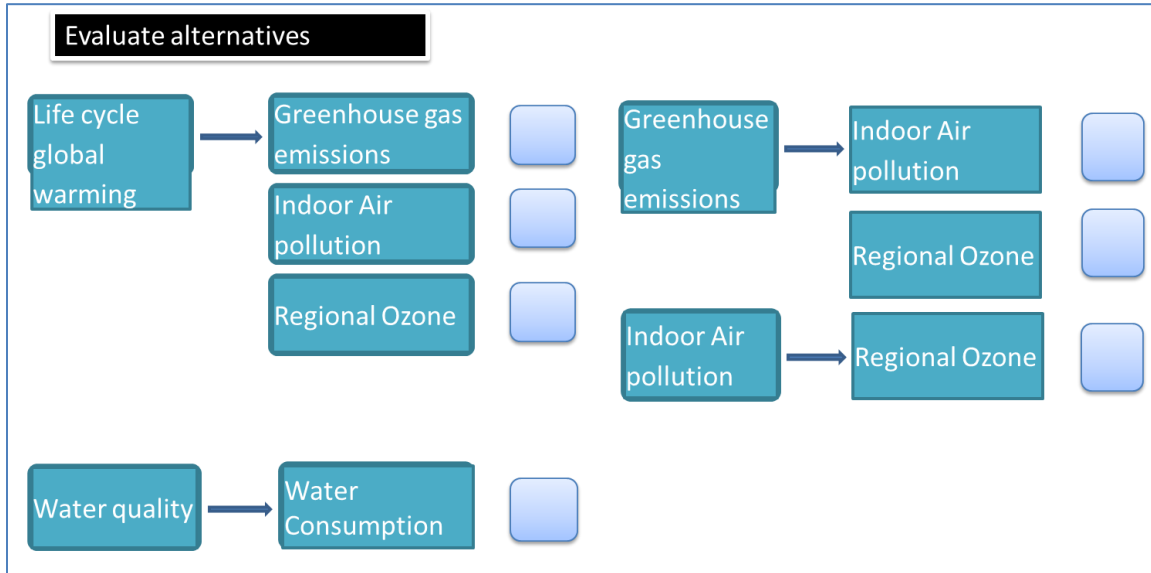 Evaluate alternatives
Life cycle
global
warming
Greenhouse gas
emissions
Indoor Air
pollution
Regional Ozone
Greenhouse
gas
emissions
Indoor Air
pollution
Regional Ozone
Indoor Air
pollution
Regional Ozone
Water quality
Water
Consumption